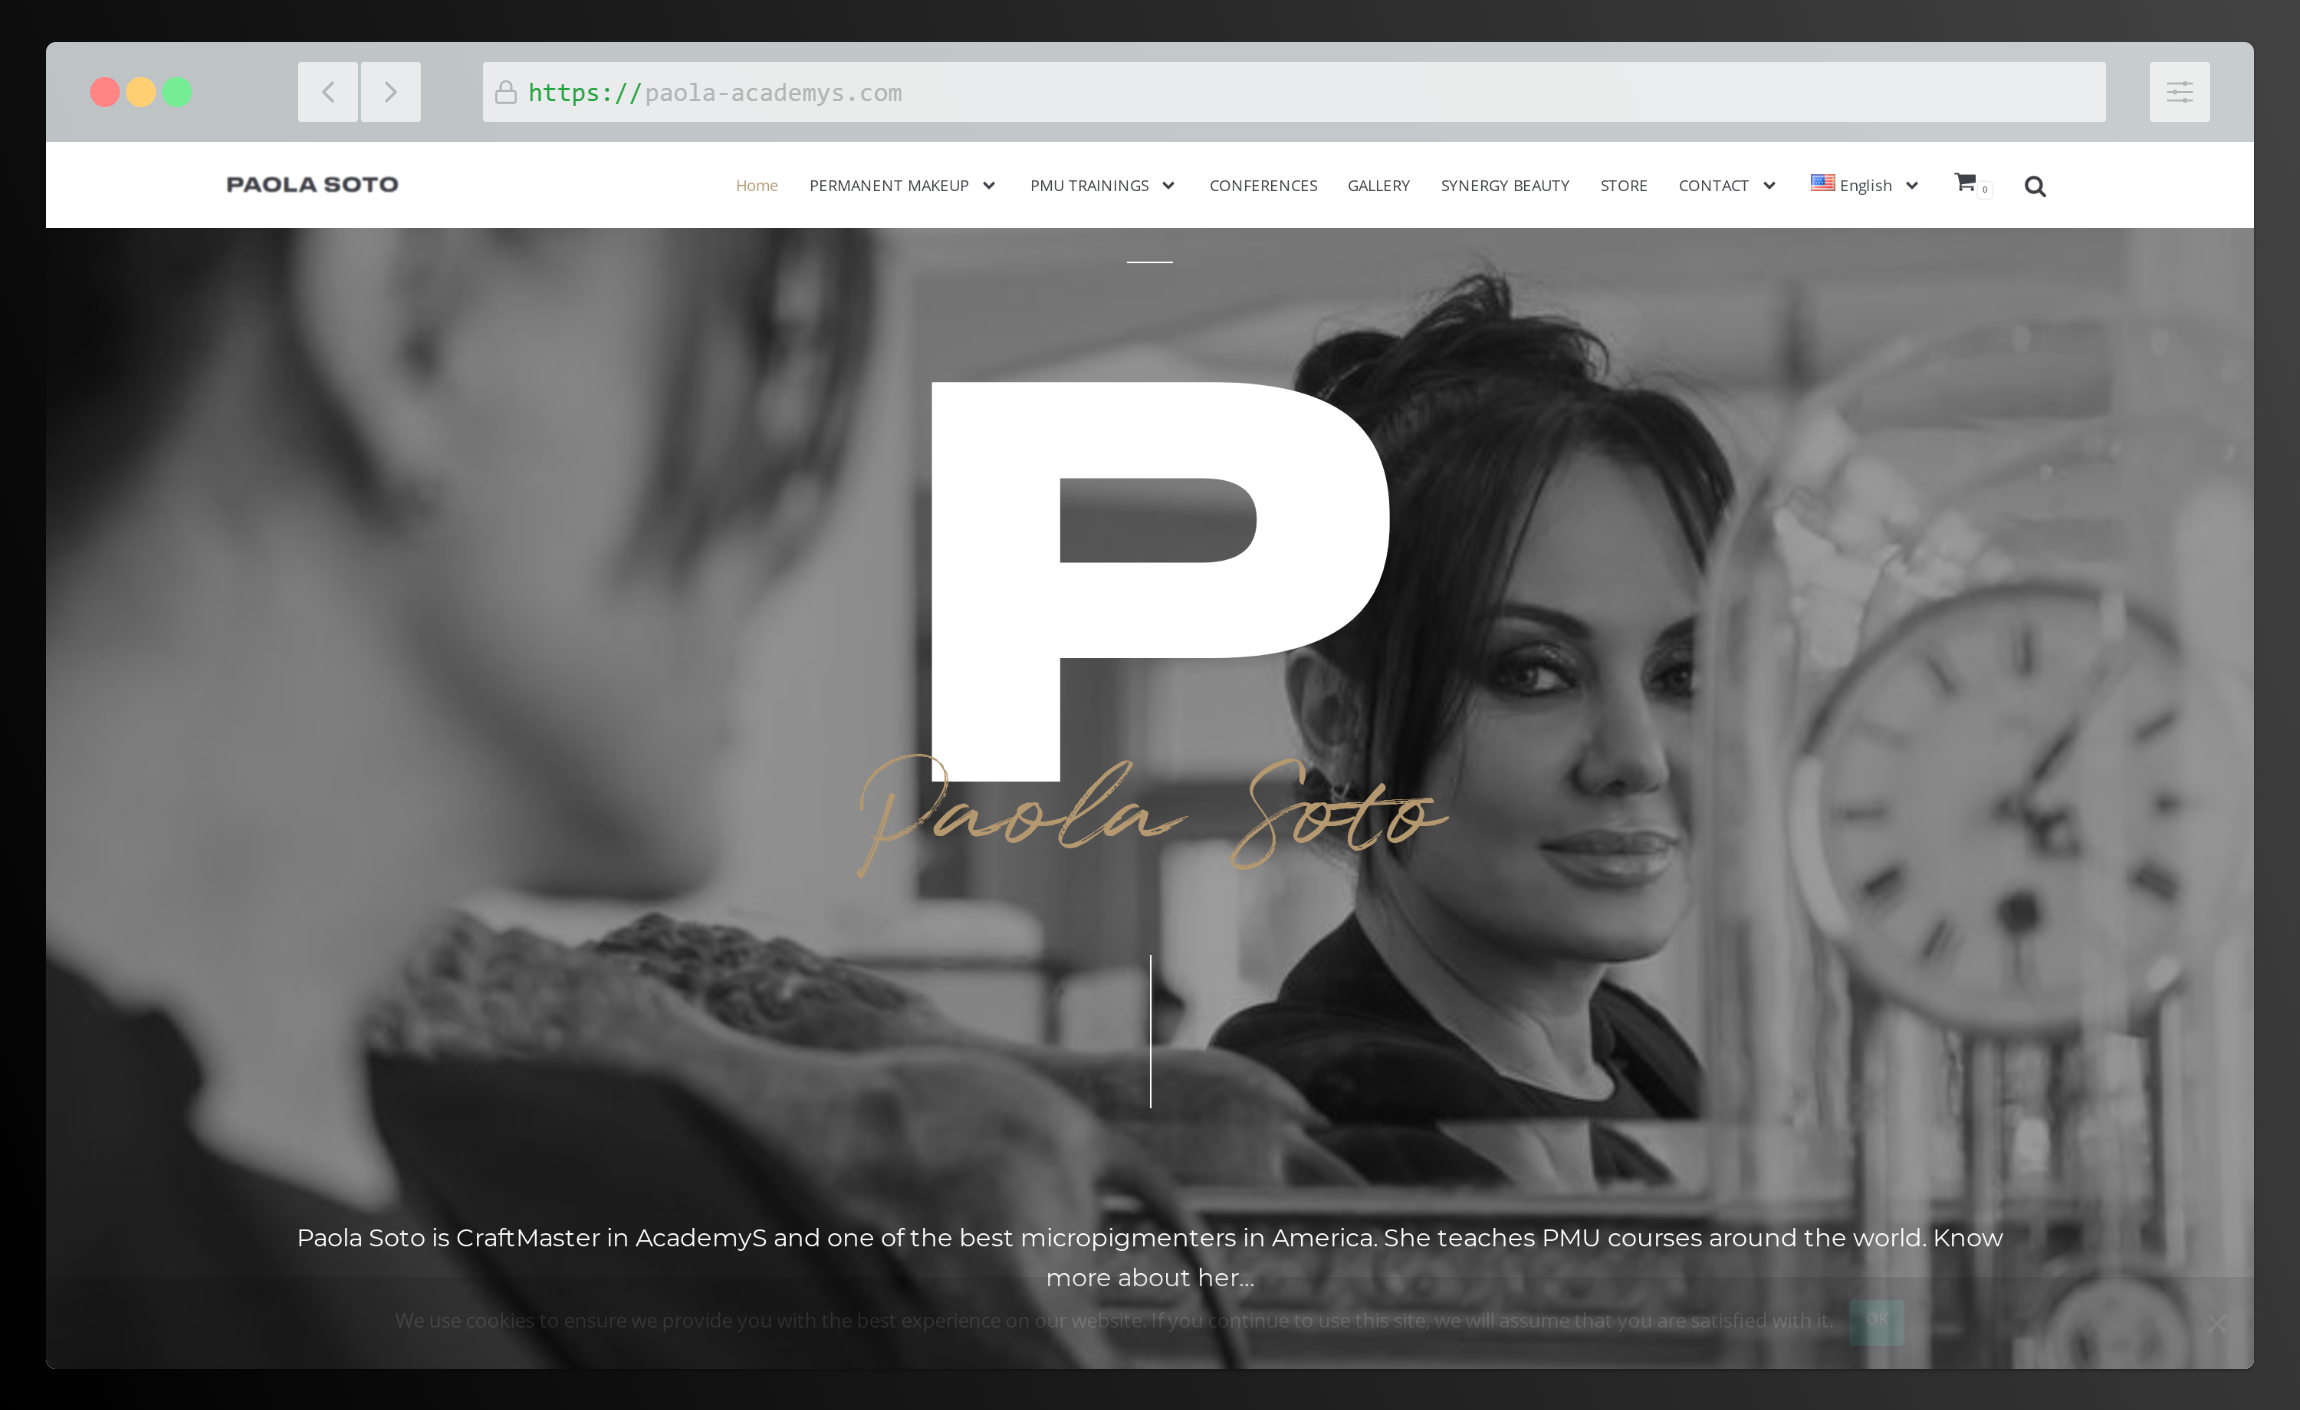 https://paola-academys.com
PAOLA SOTO
Home PERMANENT MAKEUP PMU TRAININGS CONFERENCES GALLERY SYNERGY BEAUTY STORE CONTACT English 0
P
Paola Soto
Paola Soto is CraftMaster in AcademyS and one of the best micropigmenters in America. She teaches PMU courses around the world. Know
more about her...
We use cookies to ensure we provide you with the best experience on our website. If you continue to use this site, we will assume that you are satisfied with it. OK